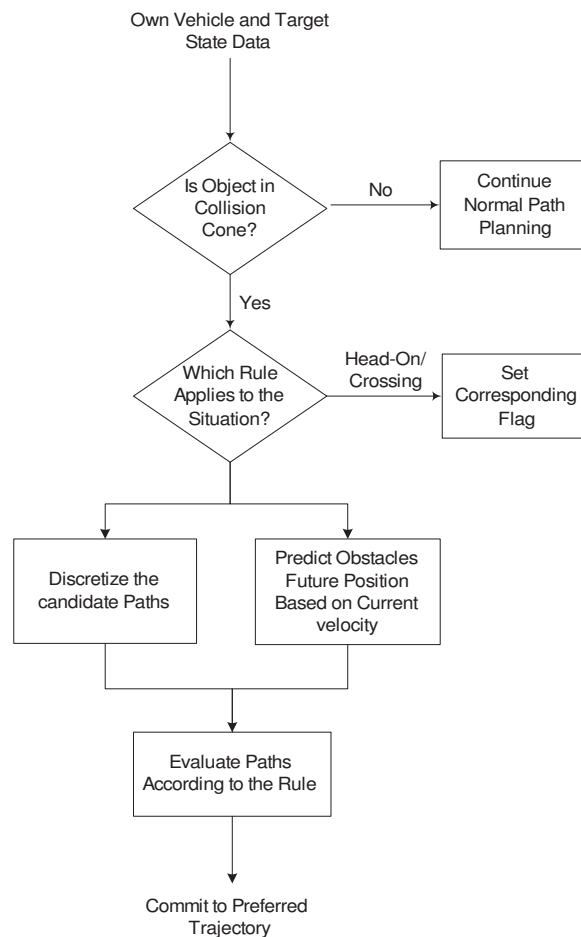 Own Vehicle and Target
State Data
Is Object in
Collision
Cone?
No
Continue
Normal Path
Planning
Yes
Which Rule
Applies to the
Situation?
Head-On/
Crossing
Set
Corresponding
Flag
Discretize the
candidate Paths
Predict Obstacles
Future Position
Based on Current
velocity
Evaluate Paths
According to the Rule
Commit to Preferred
Trajectory